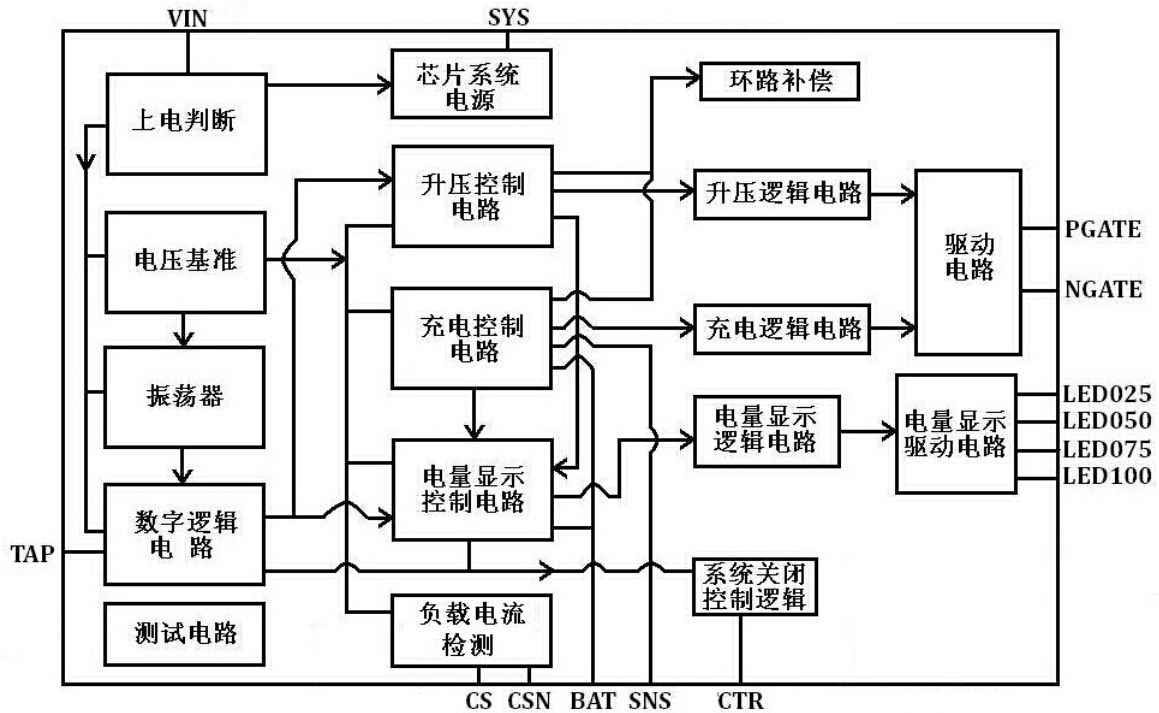 VIN
SYS
上电判断
芯片系统
电源
环路补偿
升压控制
电路
升压逻辑电路
驱动
电路
PGATE
NGATE
电压基准
充电控制
电路
充电逻辑电路
振荡器
电量显示
控制电路
电量显示
逻辑电路
电量显示
驱动电路
LED025
LED050
LED075
LED100
数字逻辑
电 路
TAP
测试电路
负载电流
检测
系统关闭
控制逻辑
CS
CSN
BAT
SNS
CTR